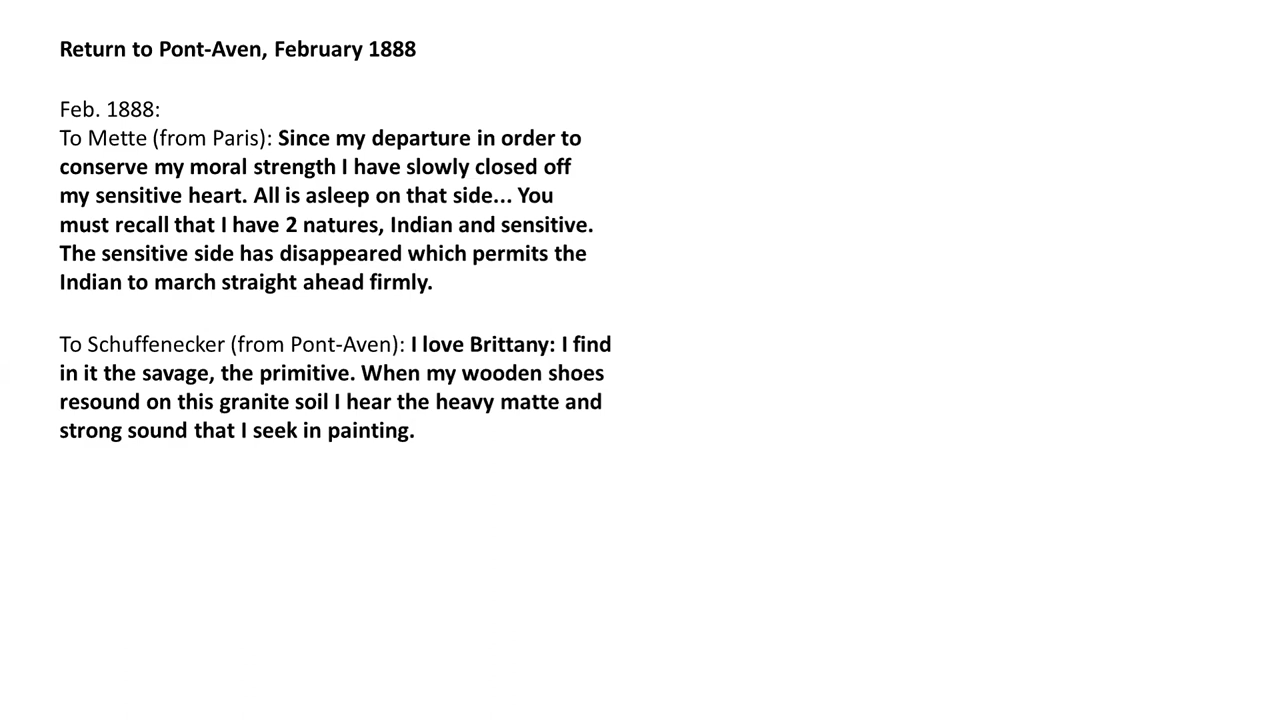 Return to Pont-Aven, February 1888
Feb. 1888:
To Mette (from Paris): Since my departure in order to
conserve my moral strength I have slowly closed off
my sensitive heart. All is asleep on that side... You
must recall that I have 2 natures, Indian and sensitive.
The sensitive side has disappeared which permits the
Indian to march straight ahead firmly.
To Schuffenecker (from Pont-Aven): I love Brittany: I find
in it the savage, the primitive. When my wooden shoes
resound on this granite soil I hear the heavy matte and
strong sound that I seek in painting.